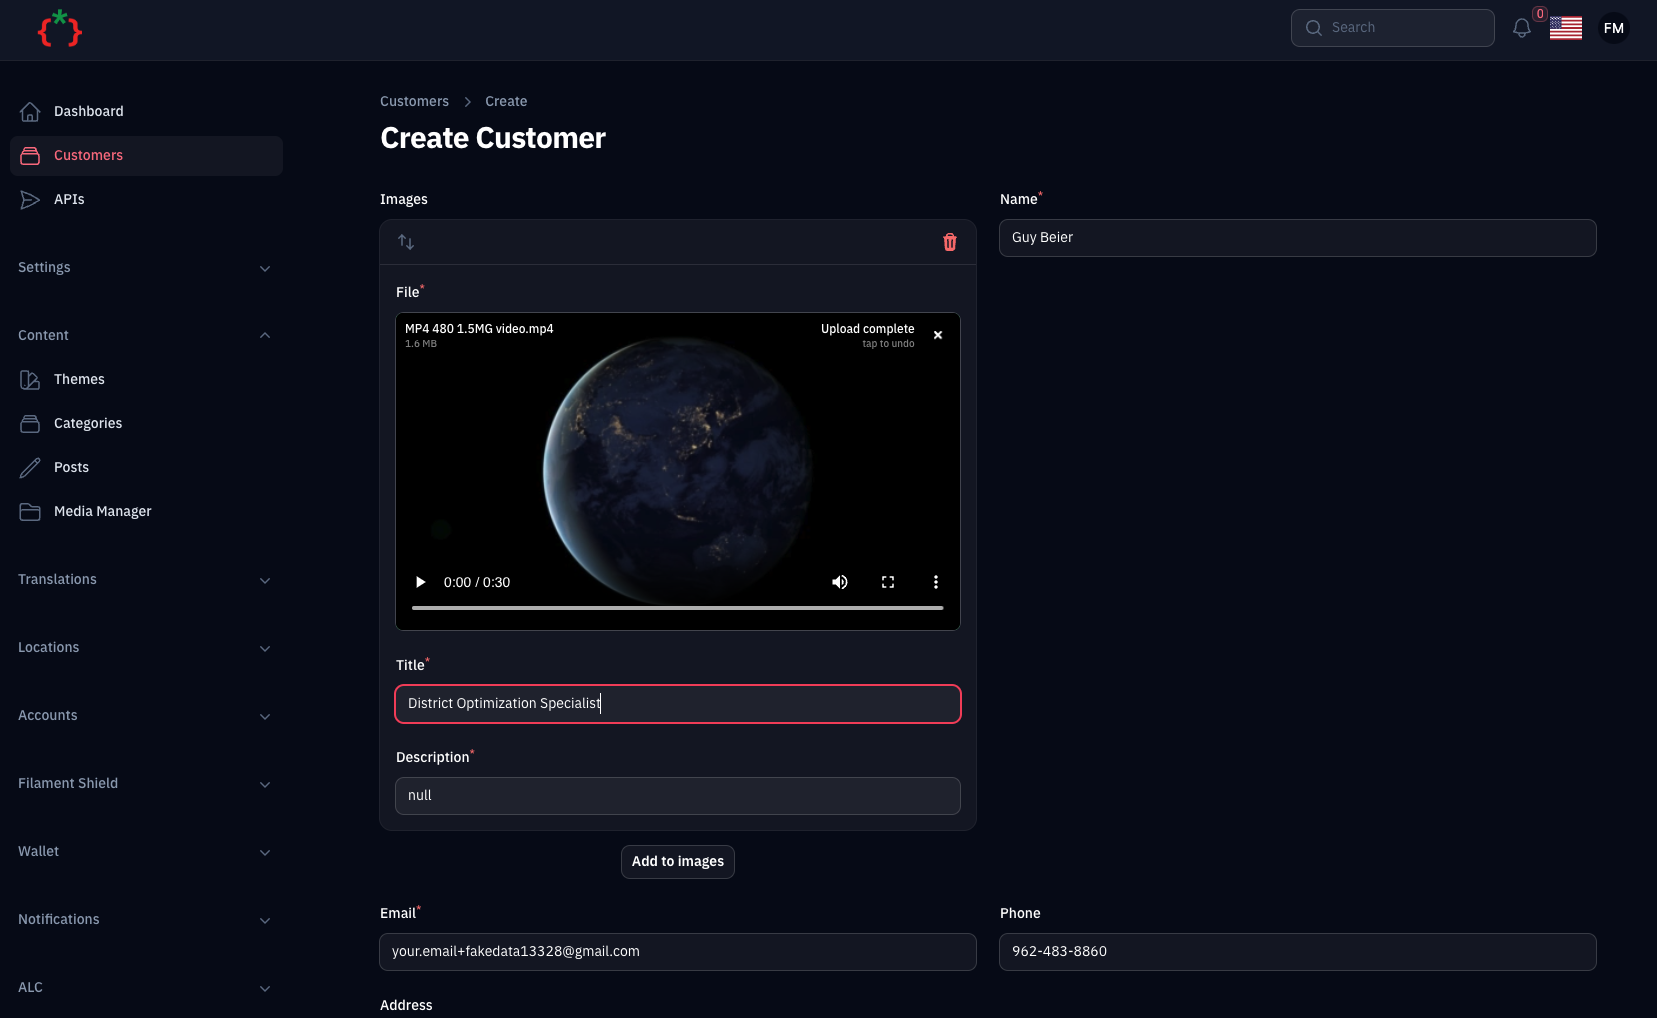 Search
0
FM
Dashboard
Customers
APIs
Settings
Content
Themes
Categories
Posts
Media Manager
Translations
Locations
Accounts
Filament Shield
Wallet
Notifications
ALC
Customers > Create
Create Customer
Images
File*
MP4 480 1.5MG video.mp4
1.6 MB
Upload complete
tap to undo
0:00 / 0:30
Title*
District Optimization Specialist
Description*
null
Add to images
Name*
Guy Beier
Email*
your.email+fakedata13328@gmail.com
Phone
962-483-8860
Address